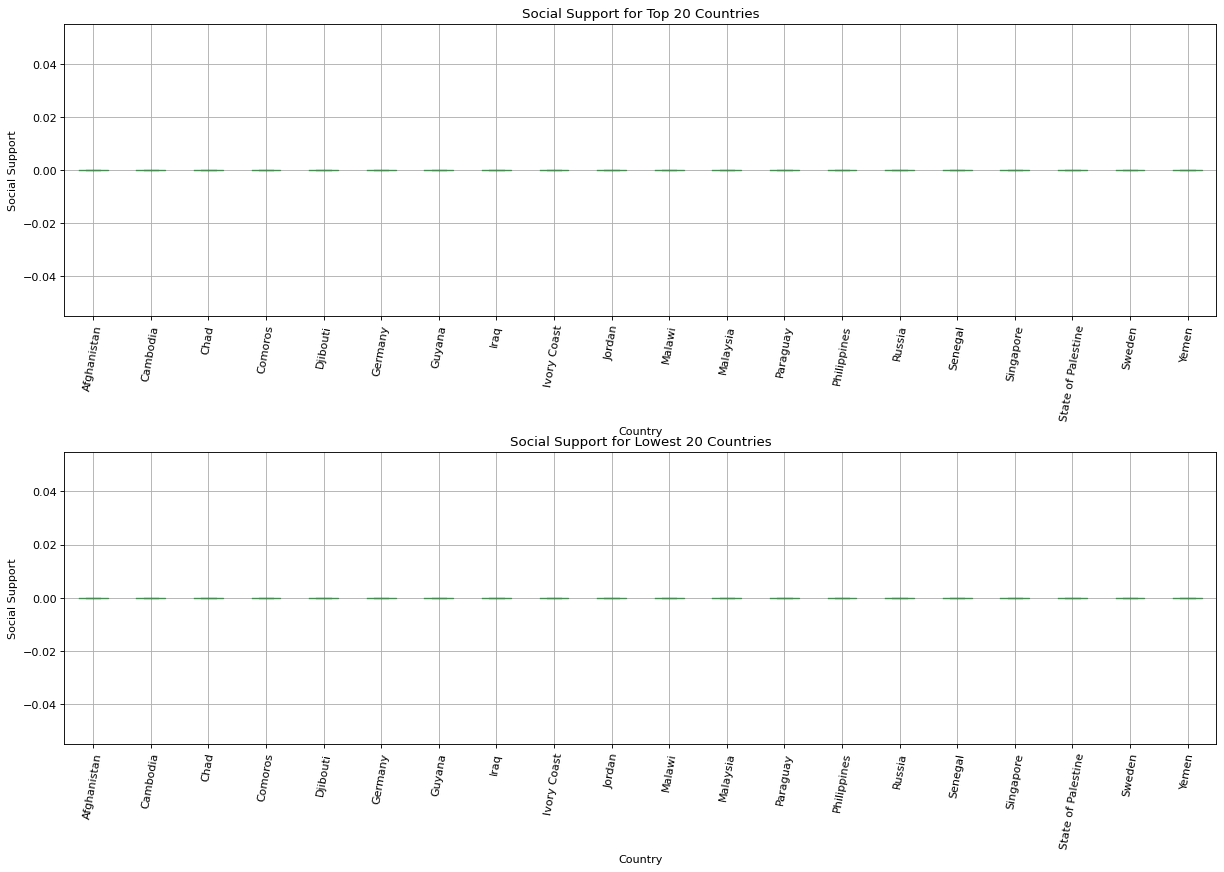 Social Support for Top 20 Countries
0.04
0.02
0.00
−0.02
−0.04
Social Support
Afghanistan
Cambodia
Chad
Comoros
Djibouti
Germany
Guyana
Iraq
Ivory Coast
Jordan
Malawi
Malaysia
Paraguay
Philippines
Russia
Senegal
Singapore
State of Palestine
Sweden
Yemen
Country
Social Support for Lowest 20 Countries
0.04
0.02
0.00
−0.02
−0.04
Social Support
Afghanistan
Cambodia
Chad
Comoros
Djibouti
Germany
Guyana
Iraq
Ivory Coast
Jordan
Malawi
Malaysia
Paraguay
Philippines
Russia
Senegal
Singapore
State of Palestine
Sweden
Yemen
Country